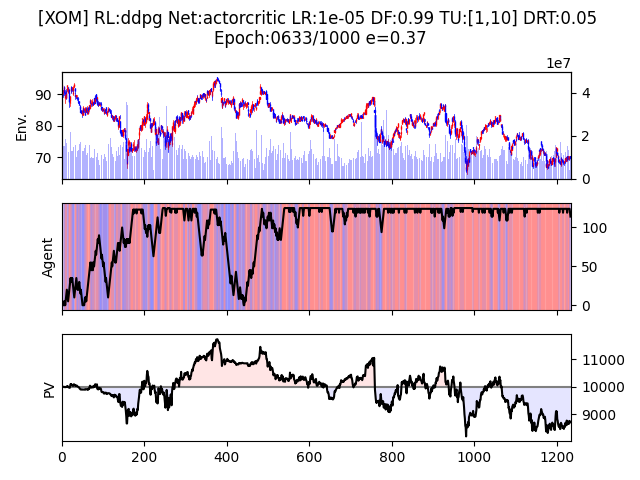 [XOM] RL:ddpg Net:actorcritic LR:1e-05 DF:0.99 TU:[1,10] DRT:0.05
Epoch:0633/1000 e=0.37
1e7
90
80
70
Env.
4
2
0
Agent
100
50
0
PV
11000
10000
9000
0 200 400 600 800 1000 1200